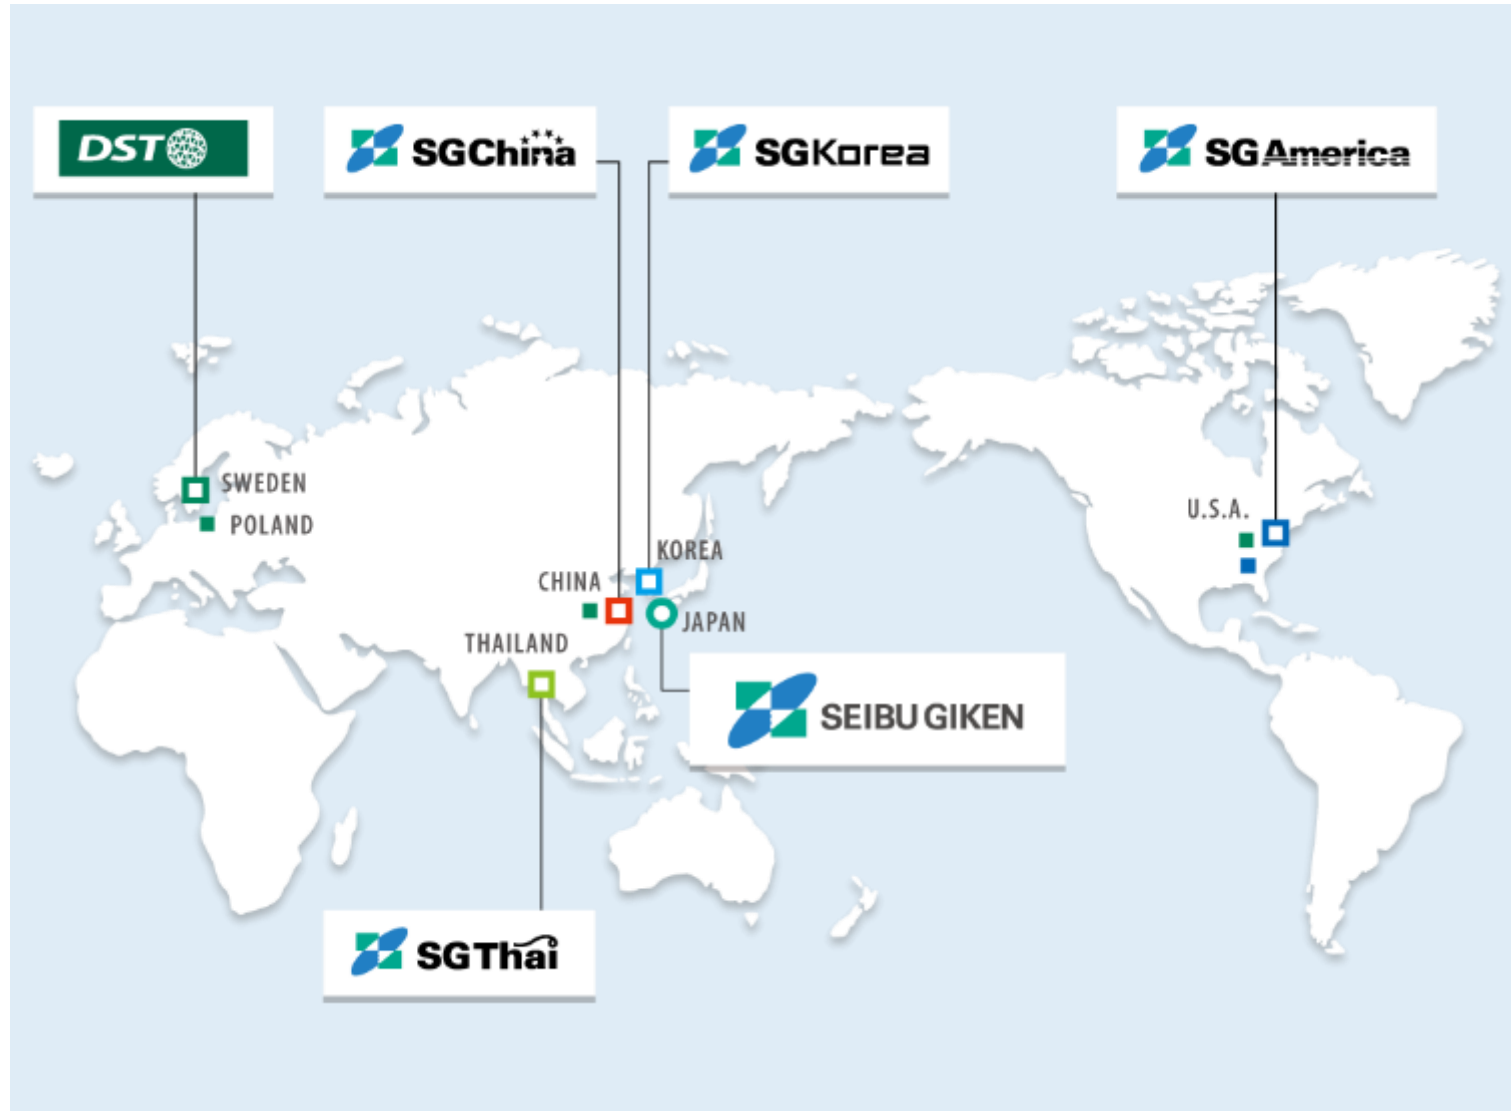 DST
SGChina
SGKorea
SGAmerica
SWEDEN
POLAND
U.S.A.
KOREA
CHINA
JAPAN
THAILAND
SEIBU GIKEN
SGThai